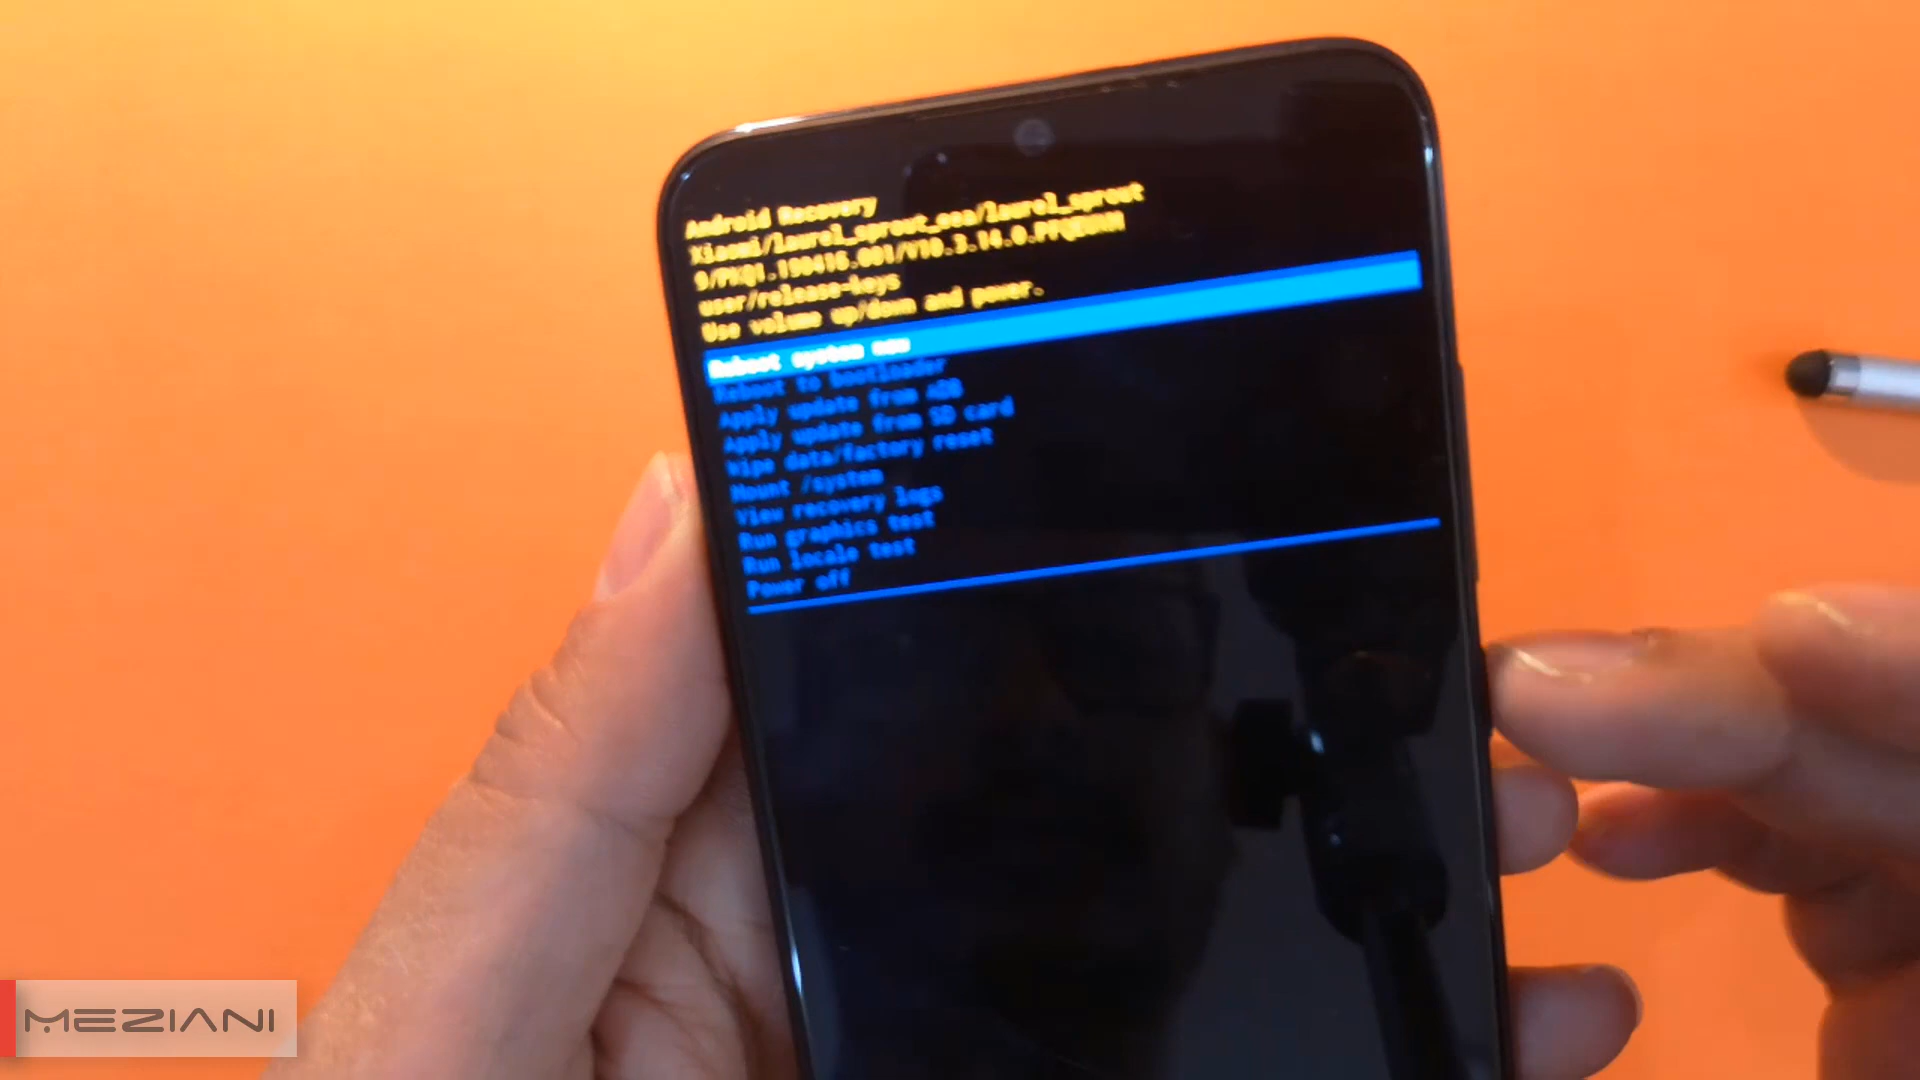 Android Recovery
Xiaomi/laurel_sprout_eea/laurel_sprout
9/PKQ1.190416.001/V10.3.14.0.PFQEUXM
user/release-keys
Use volume up/down and power.
Reboot system now
Reboot to bootloader
Apply update from ADB
Apply update from SD card
Wipe data/factory reset
Mount /system
View recovery logs
Run graphics test
Run locale test
Power off
MEZIANI